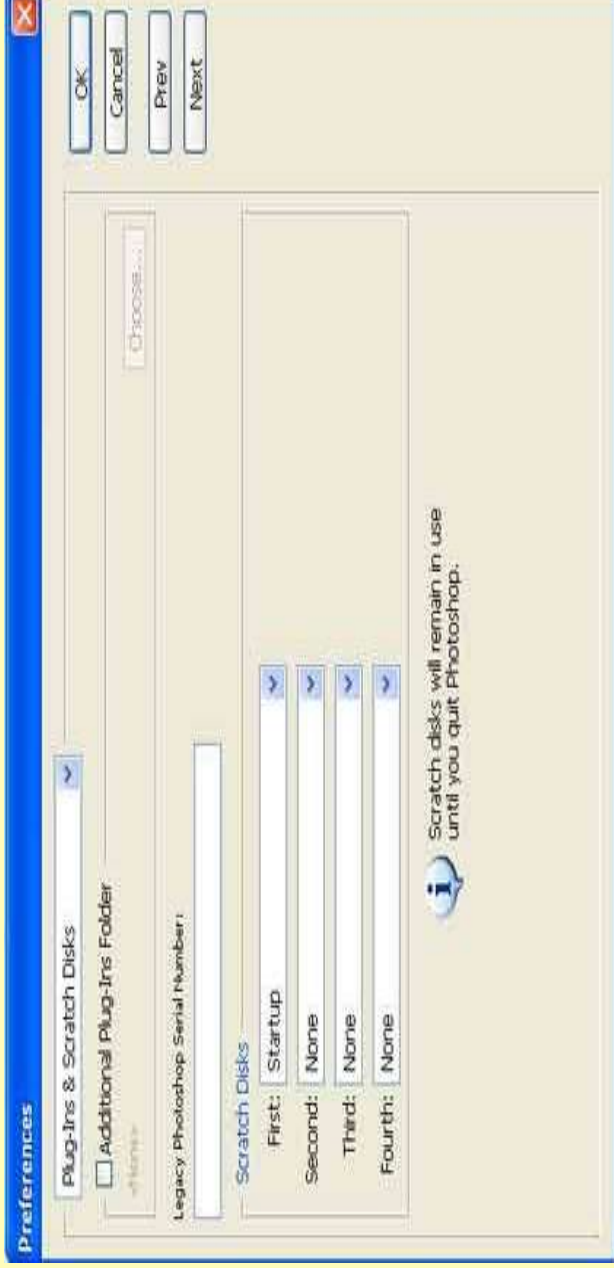 Preferences
Plug-Ins & Scratch Disks
OK
Cancel
Prev
Next
Additional Plug-Ins Folder
<None>
Choose...
Legacy Photoshop Serial Number:
Scratch Disks
First: Startup
Second: None
Third: None
Fourth: None
Scratch disks will remain in use
until you quit Photoshop.